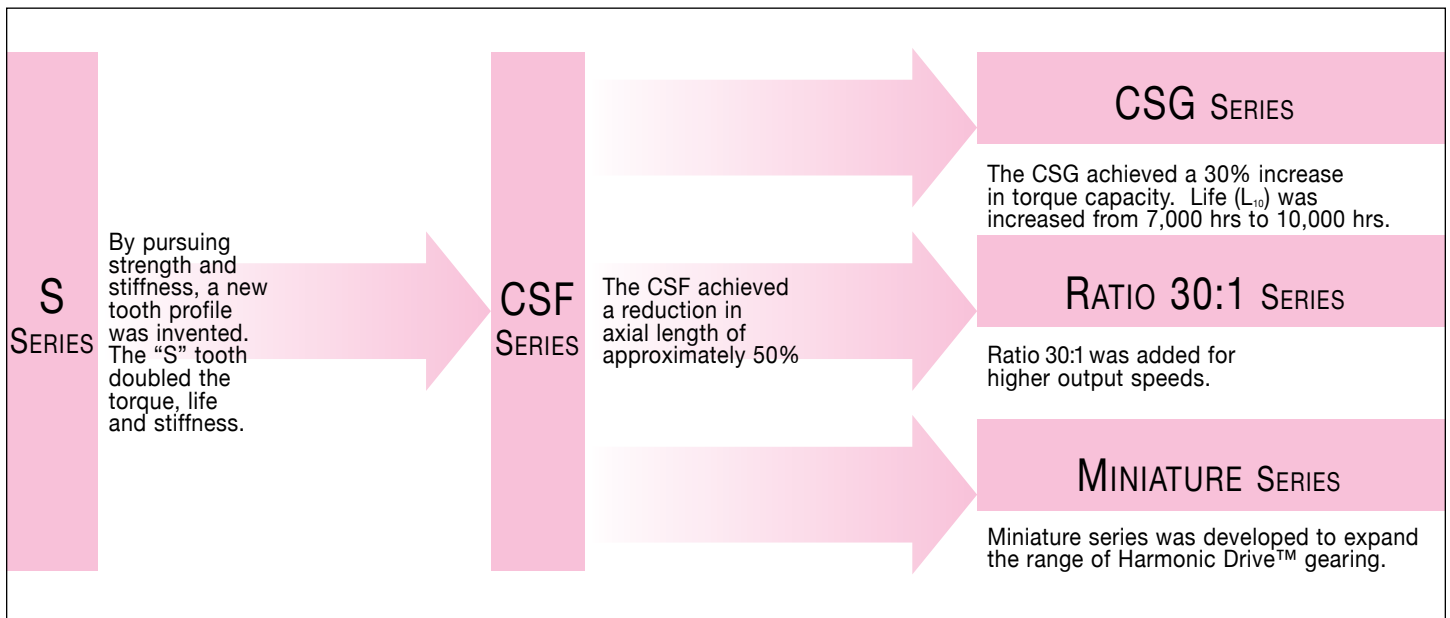 S
SERIES
By pursuing
strength and
stiffness, a new
tooth profile
was invented.
The “S” tooth
doubled the
torque, life
and stiffness.
CSF
SERIES
The CSF achieved
a reduction in
axial length of
approximately 50%
CSG SERIES
The CSG achieved a 30% increase
in torque capacity.  Life (L₁₀) was
increased from 7,000 hrs to 10,000 hrs.
RATIO 30:1 SERIES
Ratio 30:1 was added for
higher output speeds.
MINIATURE SERIES
Miniature series was developed to expand
the range of Harmonic Drive™ gearing.